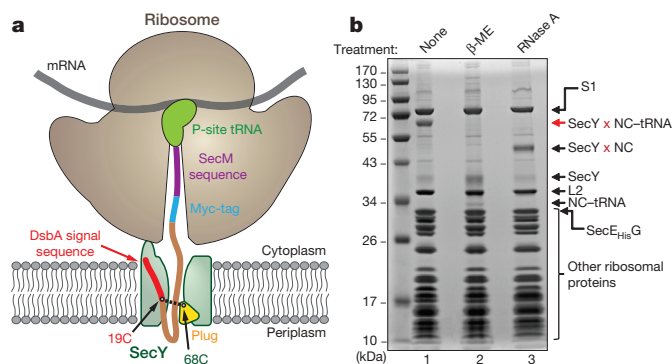 a
Ribosome
mRNA
P-site tRNA
SecM
sequence
Myc-tag
DsbA signal
sequence
Cytoplasm
Periplasm
19C
Plug
SecY
68C
b
Treatment:
None
β-ME
RNase A
170
130
95
72
55
43
34
26
17
10
(kDa)
1
2
3
S1
SecY x NC–tRNA
SecY x NC
SecY
L2
NC–tRNA
SecEHisG
Other ribosomal
proteins